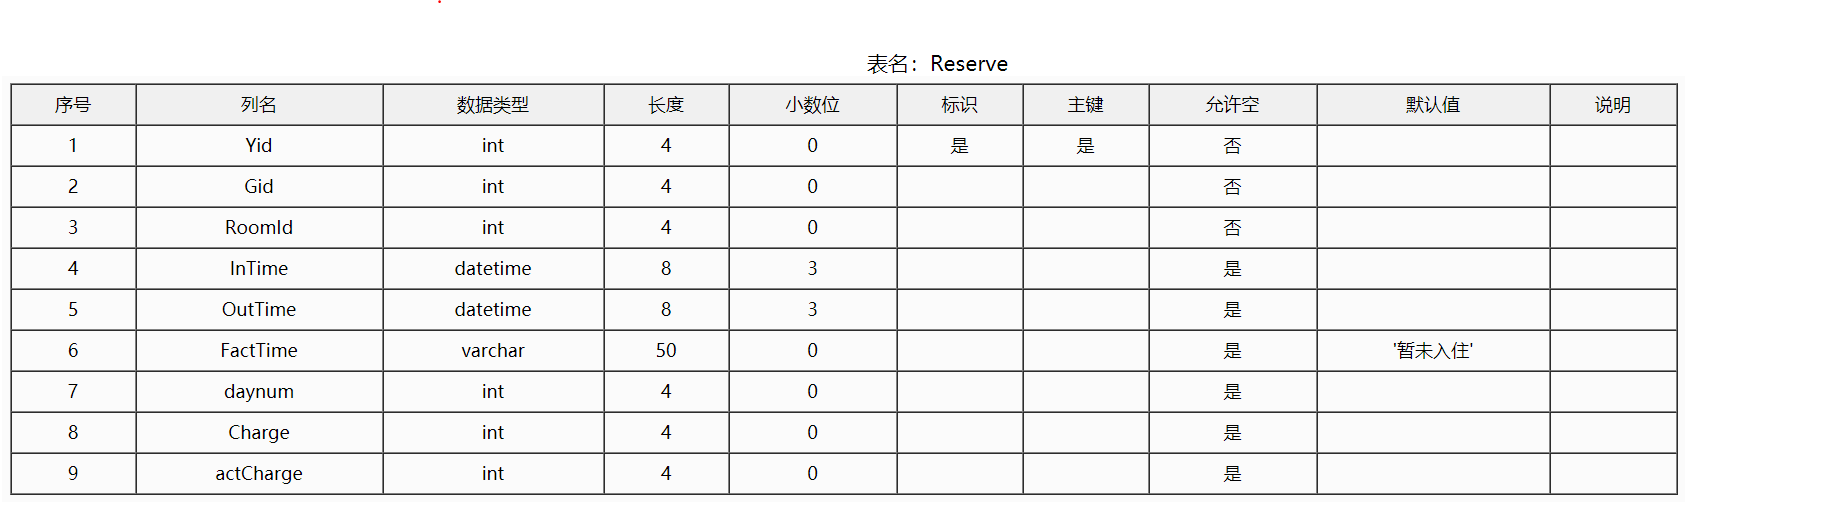 表名：Reserve
序号 列名 数据类型 长度 小数位 标识 主键 允许空 默认值 说明
1 Yid int 4 0 是 是 否
2 Gid int 4 0 否
3 RoomId int 4 0 否
4 InTime datetime 8 3 是
5 OutTime datetime 8 3 是
6 FactTime varchar 50 0 是 '暂未入住'
7 daynum int 4 0 是
8 Charge int 4 0 是
9 actCharge int 4 0 是